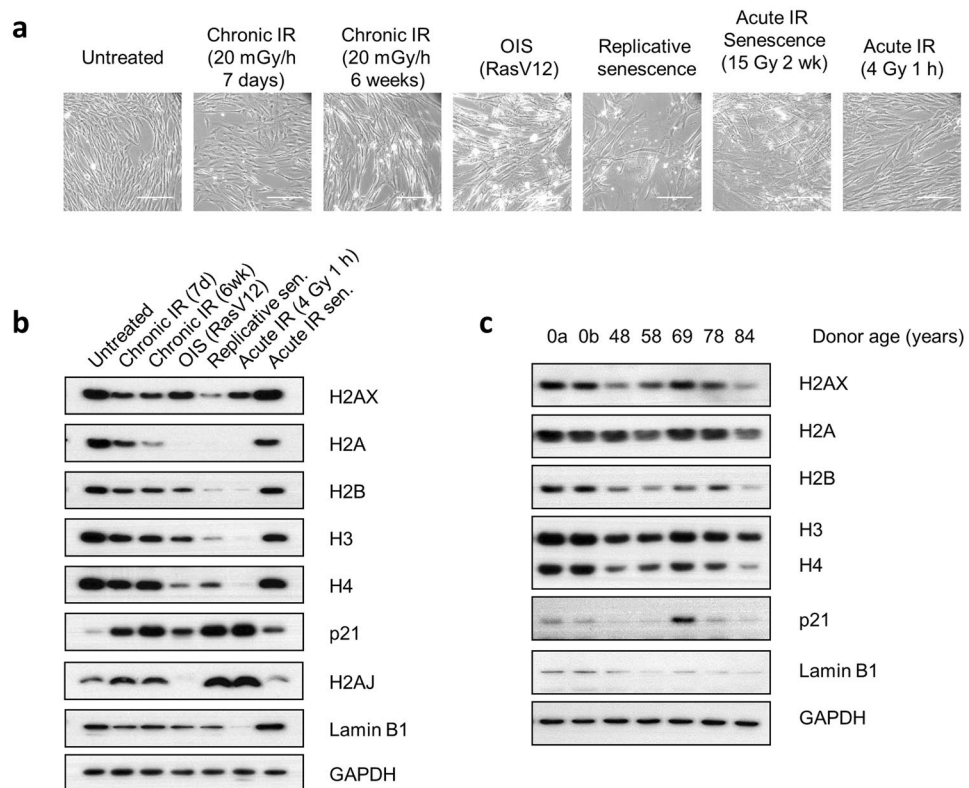 a
Untreated
Chronic IR
(20 mGy/h
7 days)
Chronic IR
(20 mGy/h
6 weeks)
OIS
(RasV12)
Replicative
senescence
Acute IR
Senescence
(15 Gy 2 wk)
Acute IR
(4 Gy 1 h)
b
Untreated
Chronic IR (7d)
Chronic IR (6wk)
OIS (RasV12)
Replicative sen.
Acute IR (4 Gy 1 h)
Acute IR sen.
H2AX
H2A
H2B
H3
H4
p21
H2AJ
Lamin B1
GAPDH
c
0a 0b 48 58 69 78 84 Donor age (years)
H2AX
H2A
H2B
H3
H4
p21
Lamin B1
GAPDH